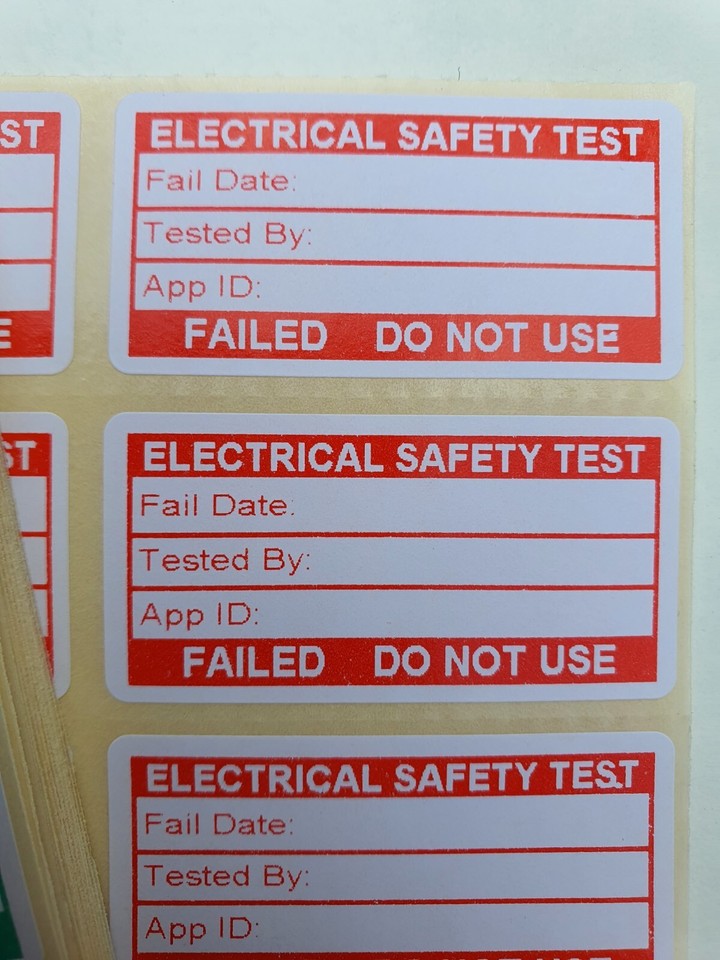 ST
ELECTRICAL SAFETY TEST
Fail Date:
Tested By:
App ID:
E
FAILED DO NOT USE
ST
ELECTRICAL SAFETY TEST
Fail Date:
Tested By:
App ID:
FAILED DO NOT USE
ELECTRICAL SAFETY TEST
Fail Date:
Tested By:
App ID: